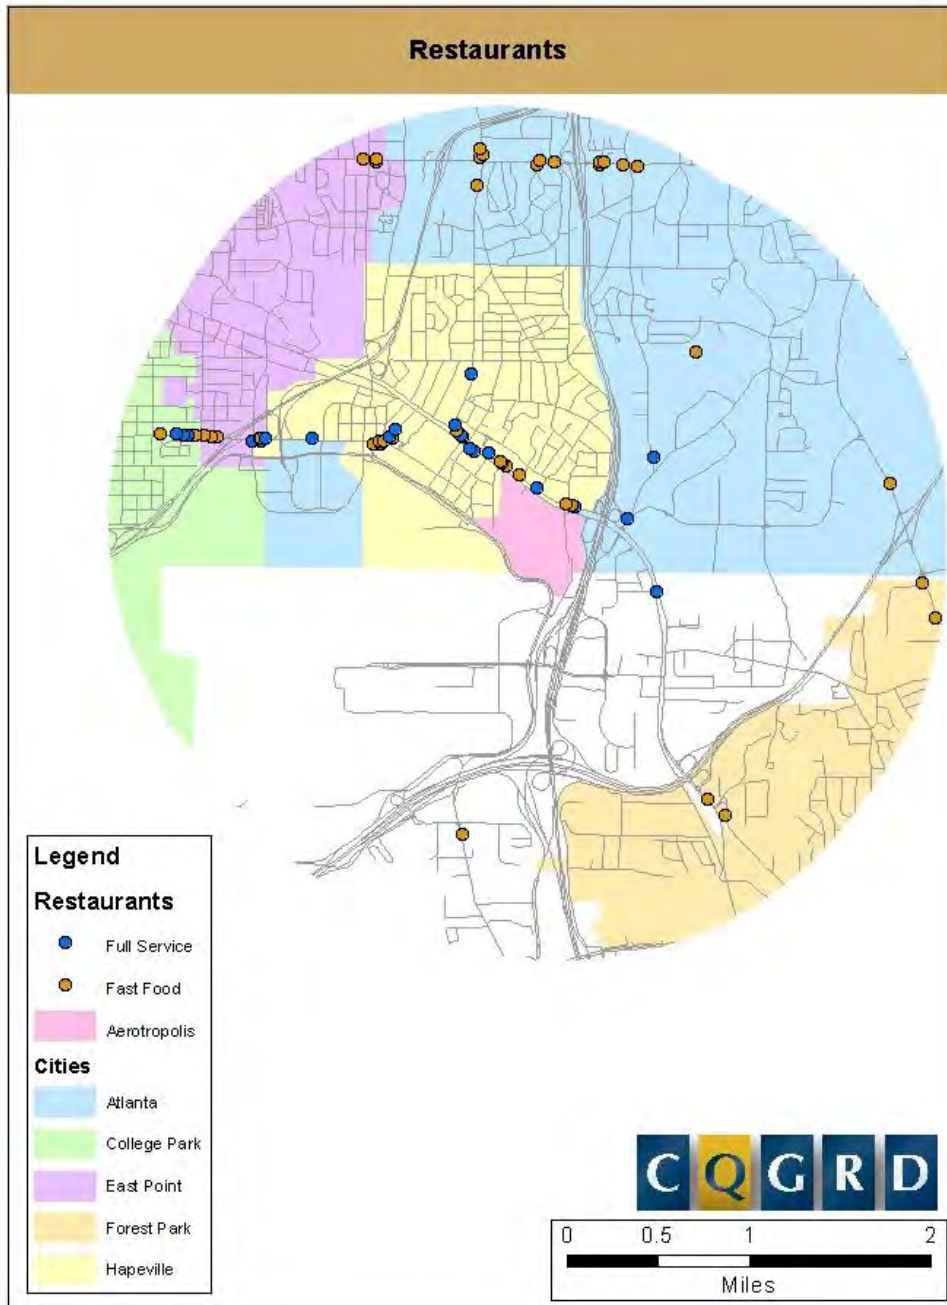 Restaurants
Legend
Restaurants
Full Service
Fast Food
Aerotropolis
Cities
Atlanta
College Park
East Point
Forest Park
Hapeville
C Q G R D
0 0.5 1 2
Miles